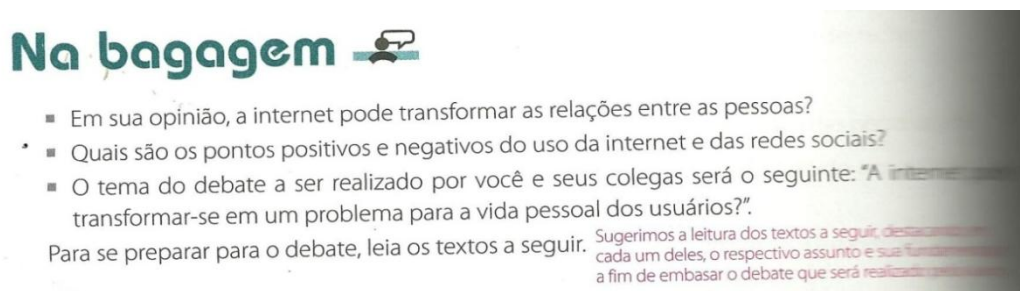 Na bagagem
Em sua opinião, a internet pode transformar as relações entre as pessoas?
Quais são os pontos positivos e negativos do uso da internet e das redes sociais?
O tema do debate a ser realizado por você e seus colegas será o seguinte: "A internet
transformar-se em um problema para a vida pessoal dos usuários?".
Para se preparar para o debate, leia os textos a seguir.
Sugerimos a leitura dos textos a seguir,
cada um deles, o respectivo assunto e sua
a fim de embasar o debate que será